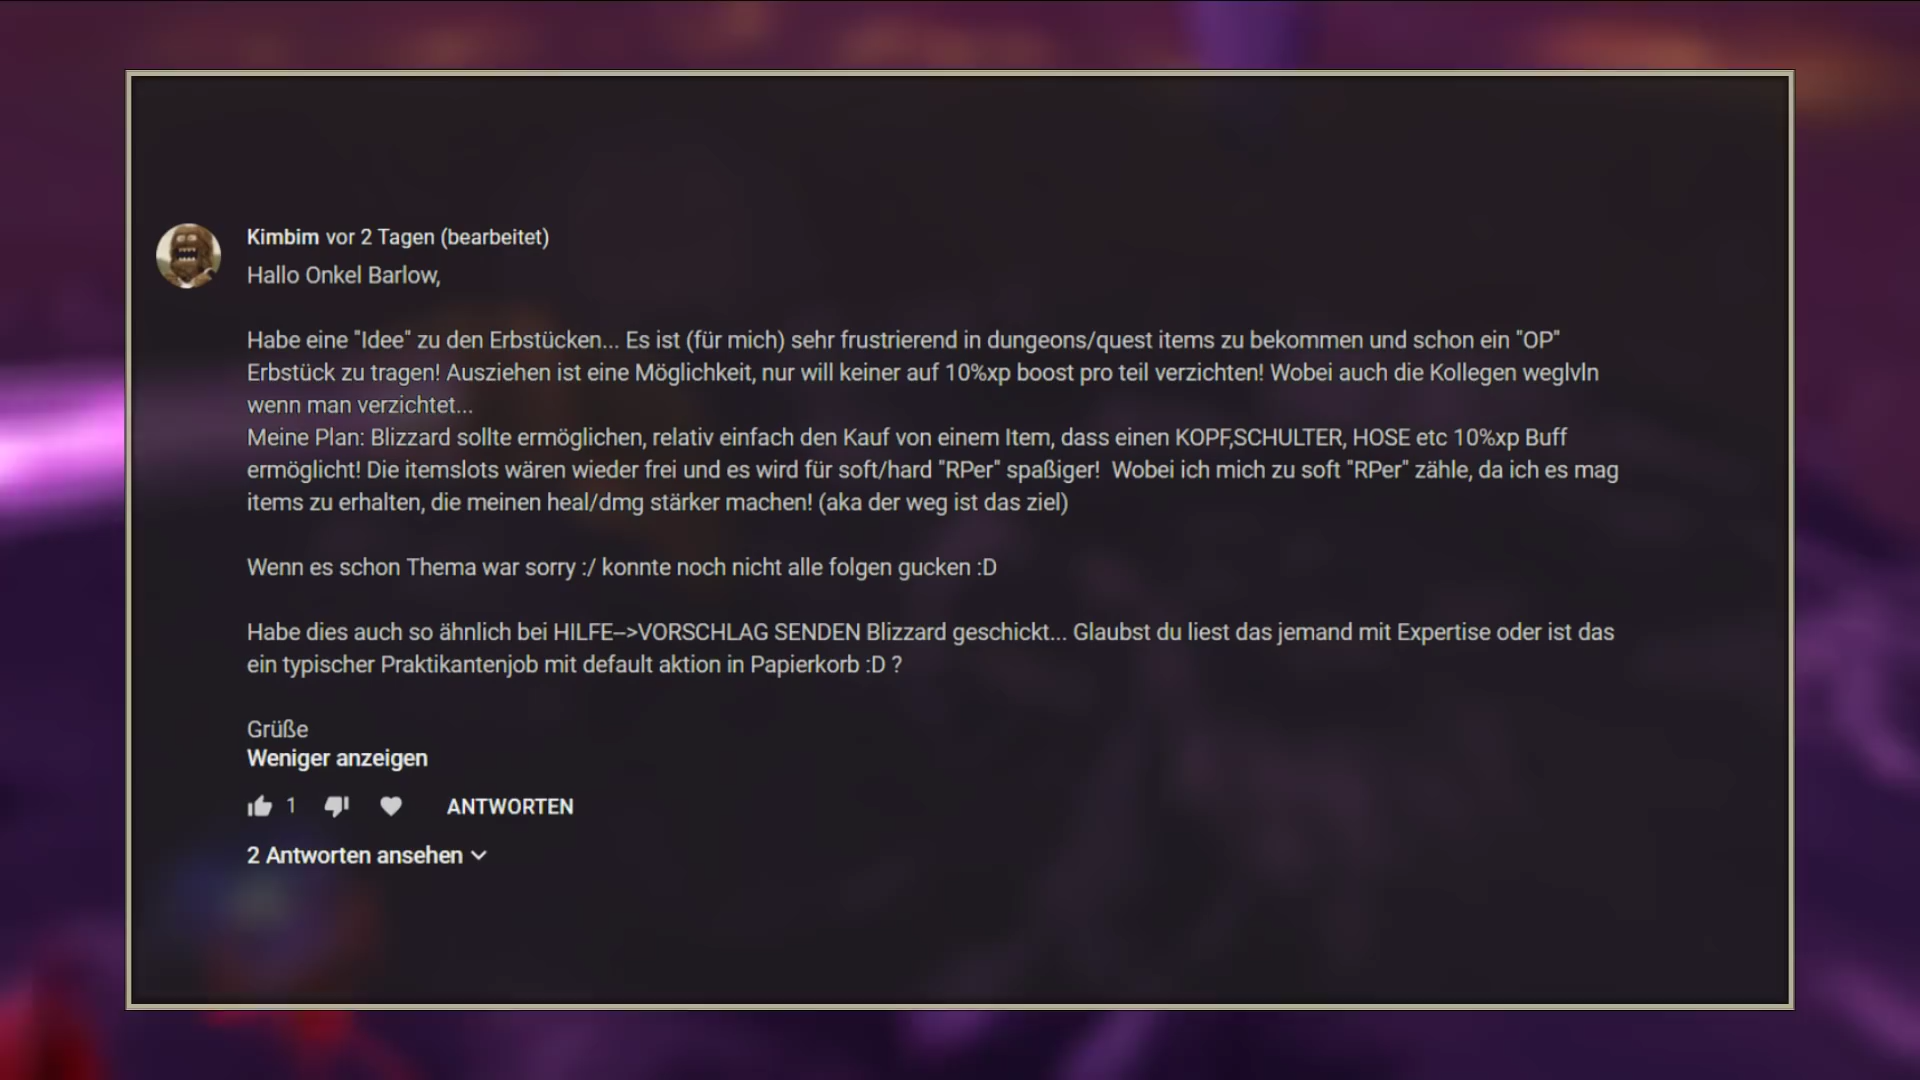 Kimbim vor 2 Tagen (bearbeitet)
Hallo Onkel Barlow,
Habe eine "Idee" zu den Erbstücken... Es ist (für mich) sehr frustrierend in dungeons/quest items zu bekommen und schon ein "OP"
Erbstück zu tragen! Ausziehen ist eine Möglichkeit, nur will keiner auf 10%xp boost pro teil verzichten! Wobei auch die Kollegen weglvln
wenn man verzichtet...
Meine Plan: Blizzard sollte ermöglichen, relativ einfach den Kauf von einem Item, dass einen KOPF,SCHULTER, HOSE etc 10%xp Buff
ermöglicht! Die itemslots wären wieder frei und es wird für soft/hard "RPer" spaßiger!  Wobei ich mich zu soft "RPer" zähle, da ich es mag
items zu erhalten, die meinen heal/dmg stärker machen! (aka der weg ist das ziel)
Wenn es schon Thema war sorry :/ konnte noch nicht alle folgen gucken :D
Habe dies auch so ähnlich bei HILFE-->VORSCHLAG SENDEN Blizzard geschickt... Glaubst du liest das jemand mit Expertise oder ist das
ein typischer Praktikantenjob mit default aktion in Papierkorb :D ?
Grüße
Weniger anzeigen
1 ANTWORTEN
2 Antworten ansehen